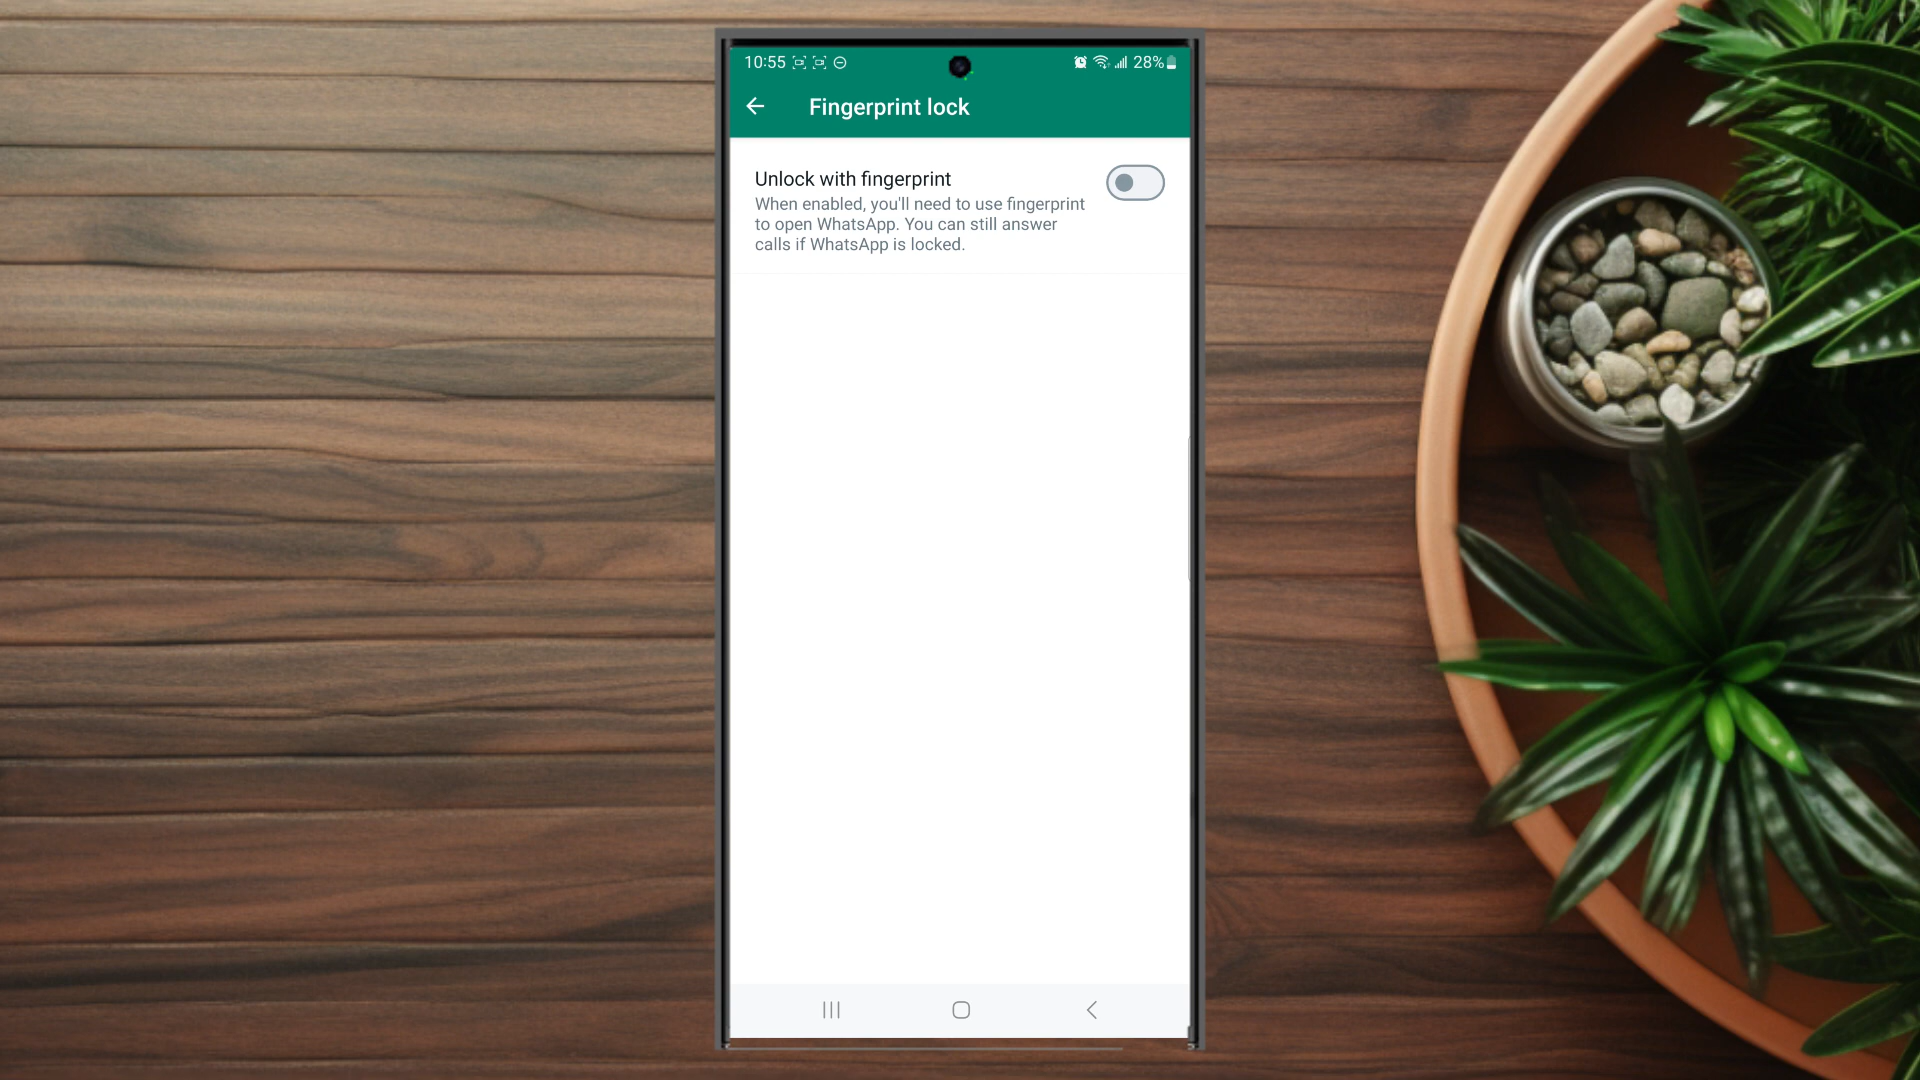 10:55
28%
Fingerprint lock
Unlock with fingerprint
When enabled, you'll need to use fingerprint
to open WhatsApp. You can still answer
calls if WhatsApp is locked.